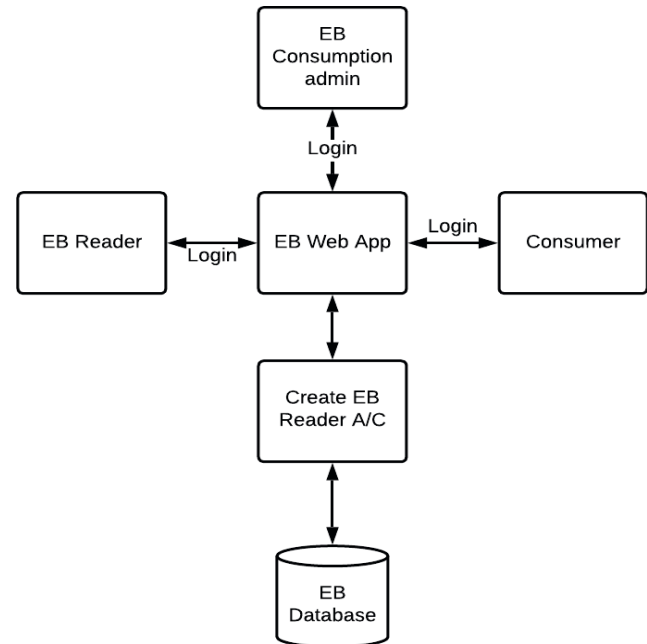 EB
Consumption
admin
Login
EB Reader
Login
EB Web App
Login
Consumer
Create EB
Reader A/C
EB
Database